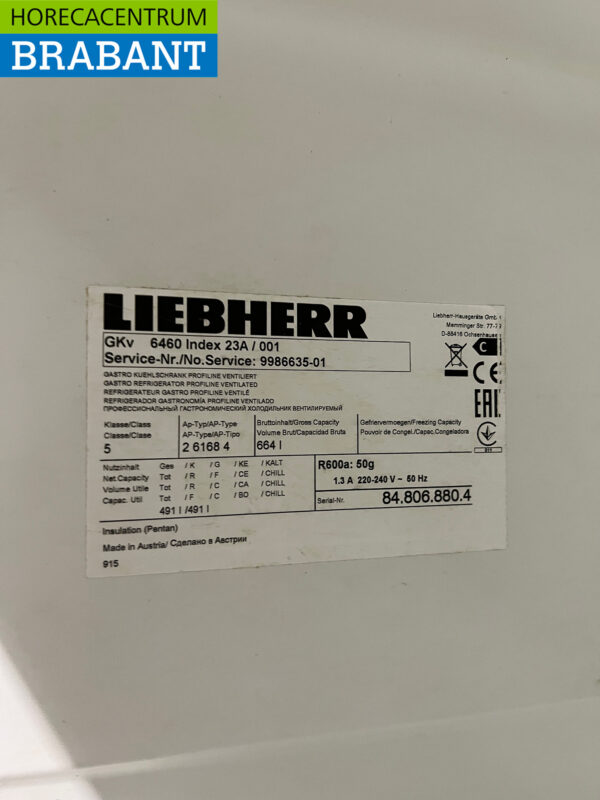 HORECACENTRUM
BRABANT
LIEBHERR
Liebherr-Hausgeräte
Memminger Str. 77-7
D-88416 Ochsenhause
GKv 6460 Index 23A / 001
Service-Nr./No.Service: 9986635-01
C
CE
EAC
GASTRO KUEHLSCHRANK PROFILINE VENTILIERT
GASTRO REFRIGERATOR PROFILINE VENTILATED
REFRIGERATEUR GASTRO PROFILINE VENTILÉ
REFRIGERADOR GASTRONOMÍA PROFILINE VENTILADO
ПРОФЕССИОНАЛЬНЫЙ ГАСТРОНОМИЧЕСКИЙ ХОЛОДИЛЬНИК ВЕНТИЛИРУЕМЫЙ
Klasse/Class Ap-Typ/AP-Type Bruttoinhalt/Gross Capacity Gefriervermoegen/Freezing Capacity
Classe/Clase AP-Type/AP-Tipo Volume Brut/Capacidad Bruta Pouvoir de Congel./Capac.Congeladora
5 2 6168 4 664 l
Nutzinhalt Ges / K / G / KE / KALT
Net Capacity Tot / R / F / CE / CHILL
Volume Utile Tot / R / C / CA / CHILL
Capac. Util Tot / F / C / BO / CHILL
491 l /491 l
R600a: 50g
1.3 A 220-240 V ~ 50 Hz
Serial-Nr. 84.806.880.4
Insulation (Pentan)
Made in Austria/ Сделано в Австрии
915